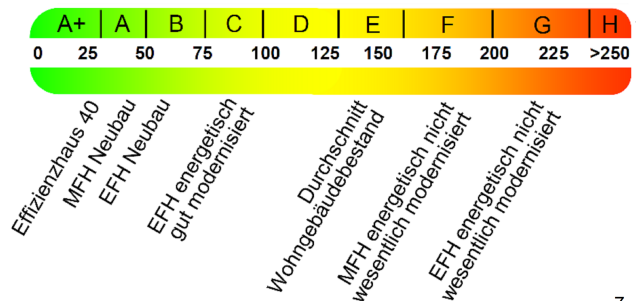 A+ A B C D E F G H
0 25 50 75 100 125 150 175 200 225 >250
Effizienzhaus 40
MFH Neubau
EFH Neubau
EFH energetisch
gut modernisiert
Durchschnitt
Wohngebäudebestand
MFH energetisch nicht
wesentlich modernisiert
EFH energetisch nicht
wesentlich modernisiert